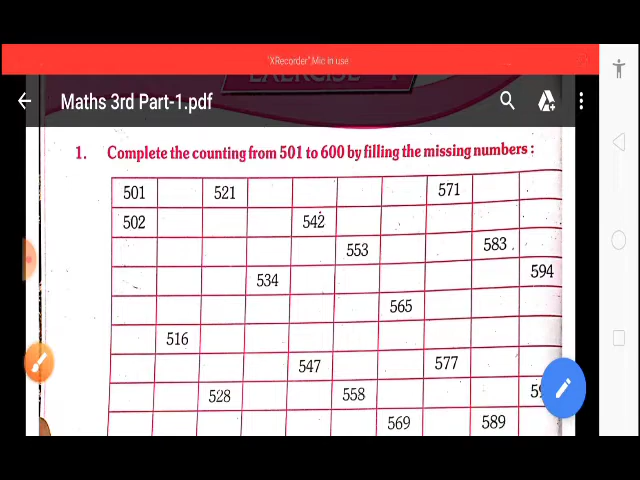 "XRecorder".Mic in use
EXERCISE - 1
Maths 3rd Part-1.pdf
1. Complete the counting from 501 to 600 by filling the missing numbers :
501 521 571
502 542
553 583
534 594
565
516
547 577
528 558
569 589